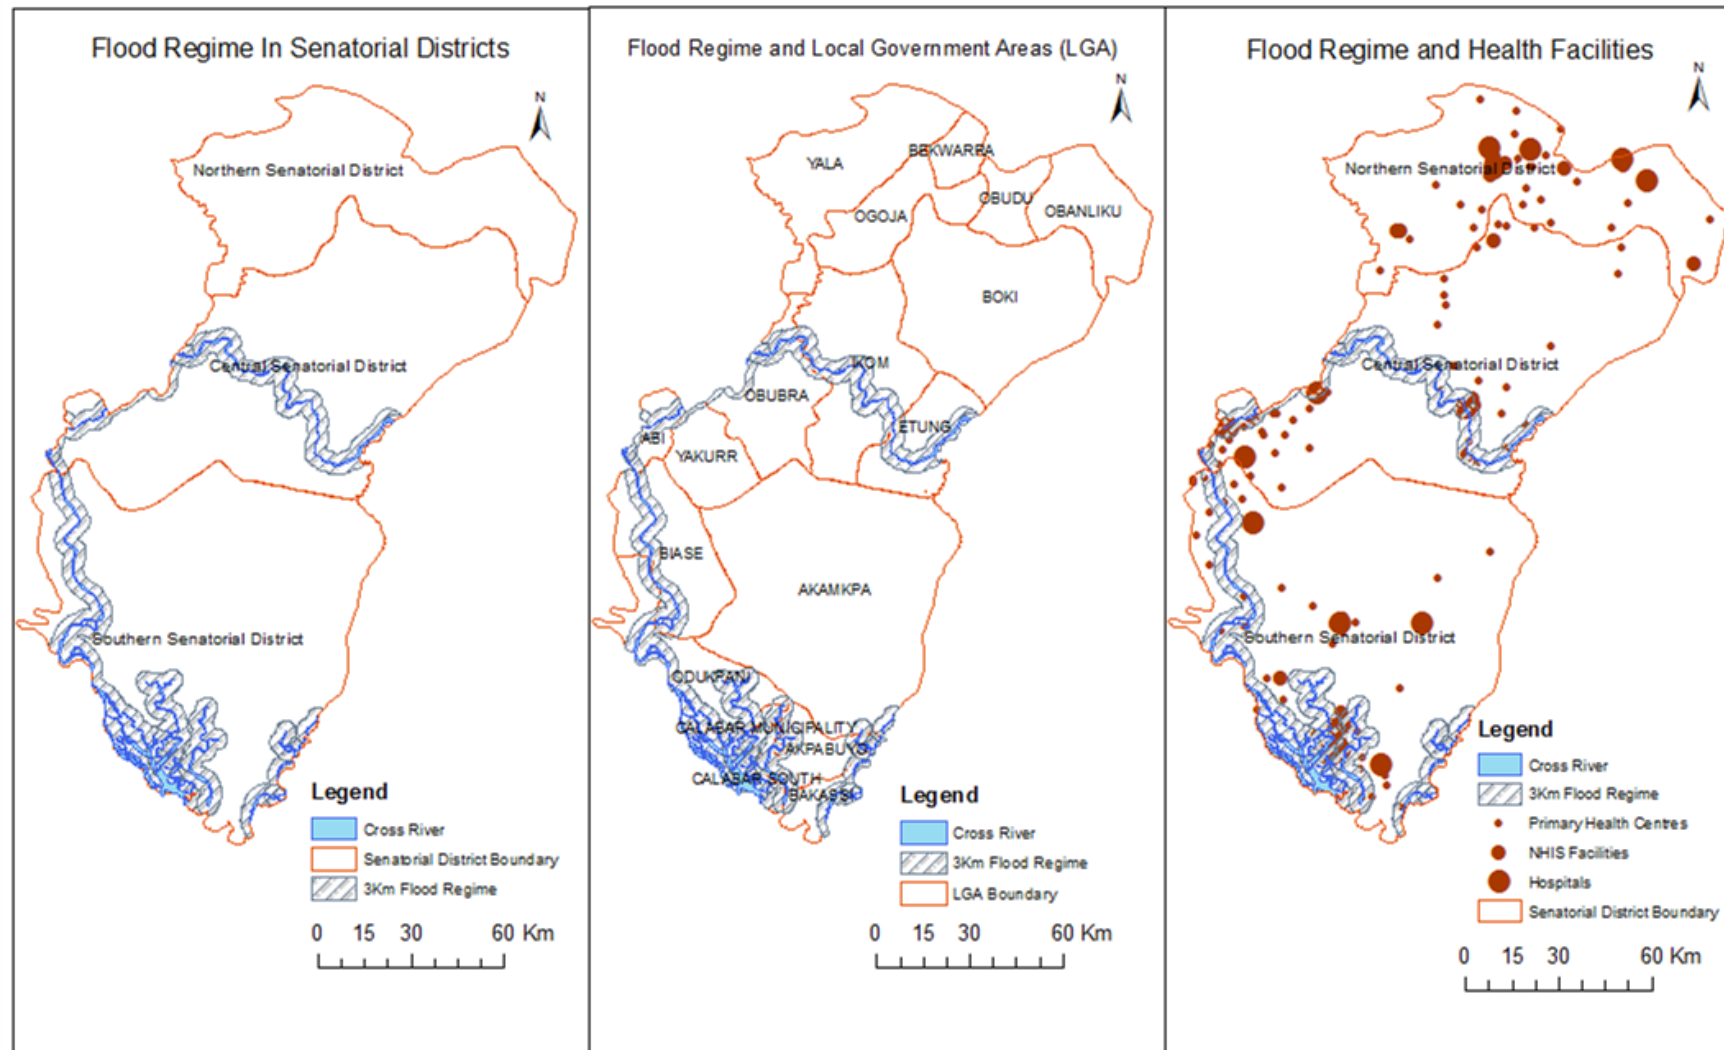 Flood Regime In Senatorial Districts
N
Northern Senatorial District
Central Senatorial District
Southern Senatorial District
Legend
Cross River
Senatorial District Boundary
3Km Flood Regime
0 15 30 60 Km
Flood Regime and Local Government Areas (LGA)
N
YALA
BEKWARRA
OBUDU
OBANLIKU
OGOJA
BOKI
IKOM
OBUBRA
ETUNG
ABI
YAKURR
BIASE
AKAMKPA
ODUKPANI
CALABAR MUNICIPALITY
AKPABUYO
CALABAR SOUTH
BAKASSI
Legend
Cross River
3Km Flood Regime
LGA Boundary
0 15 30 60 Km
Flood Regime and Health Facilities
N
Northern Senatorial District
Central Senatorial District
Southern Senatorial District
Legend
Cross River
3Km Flood Regime
Primary Health Centres
NHIS Facilities
Hospitals
Senatorial District Boundary
0 15 30 60 Km